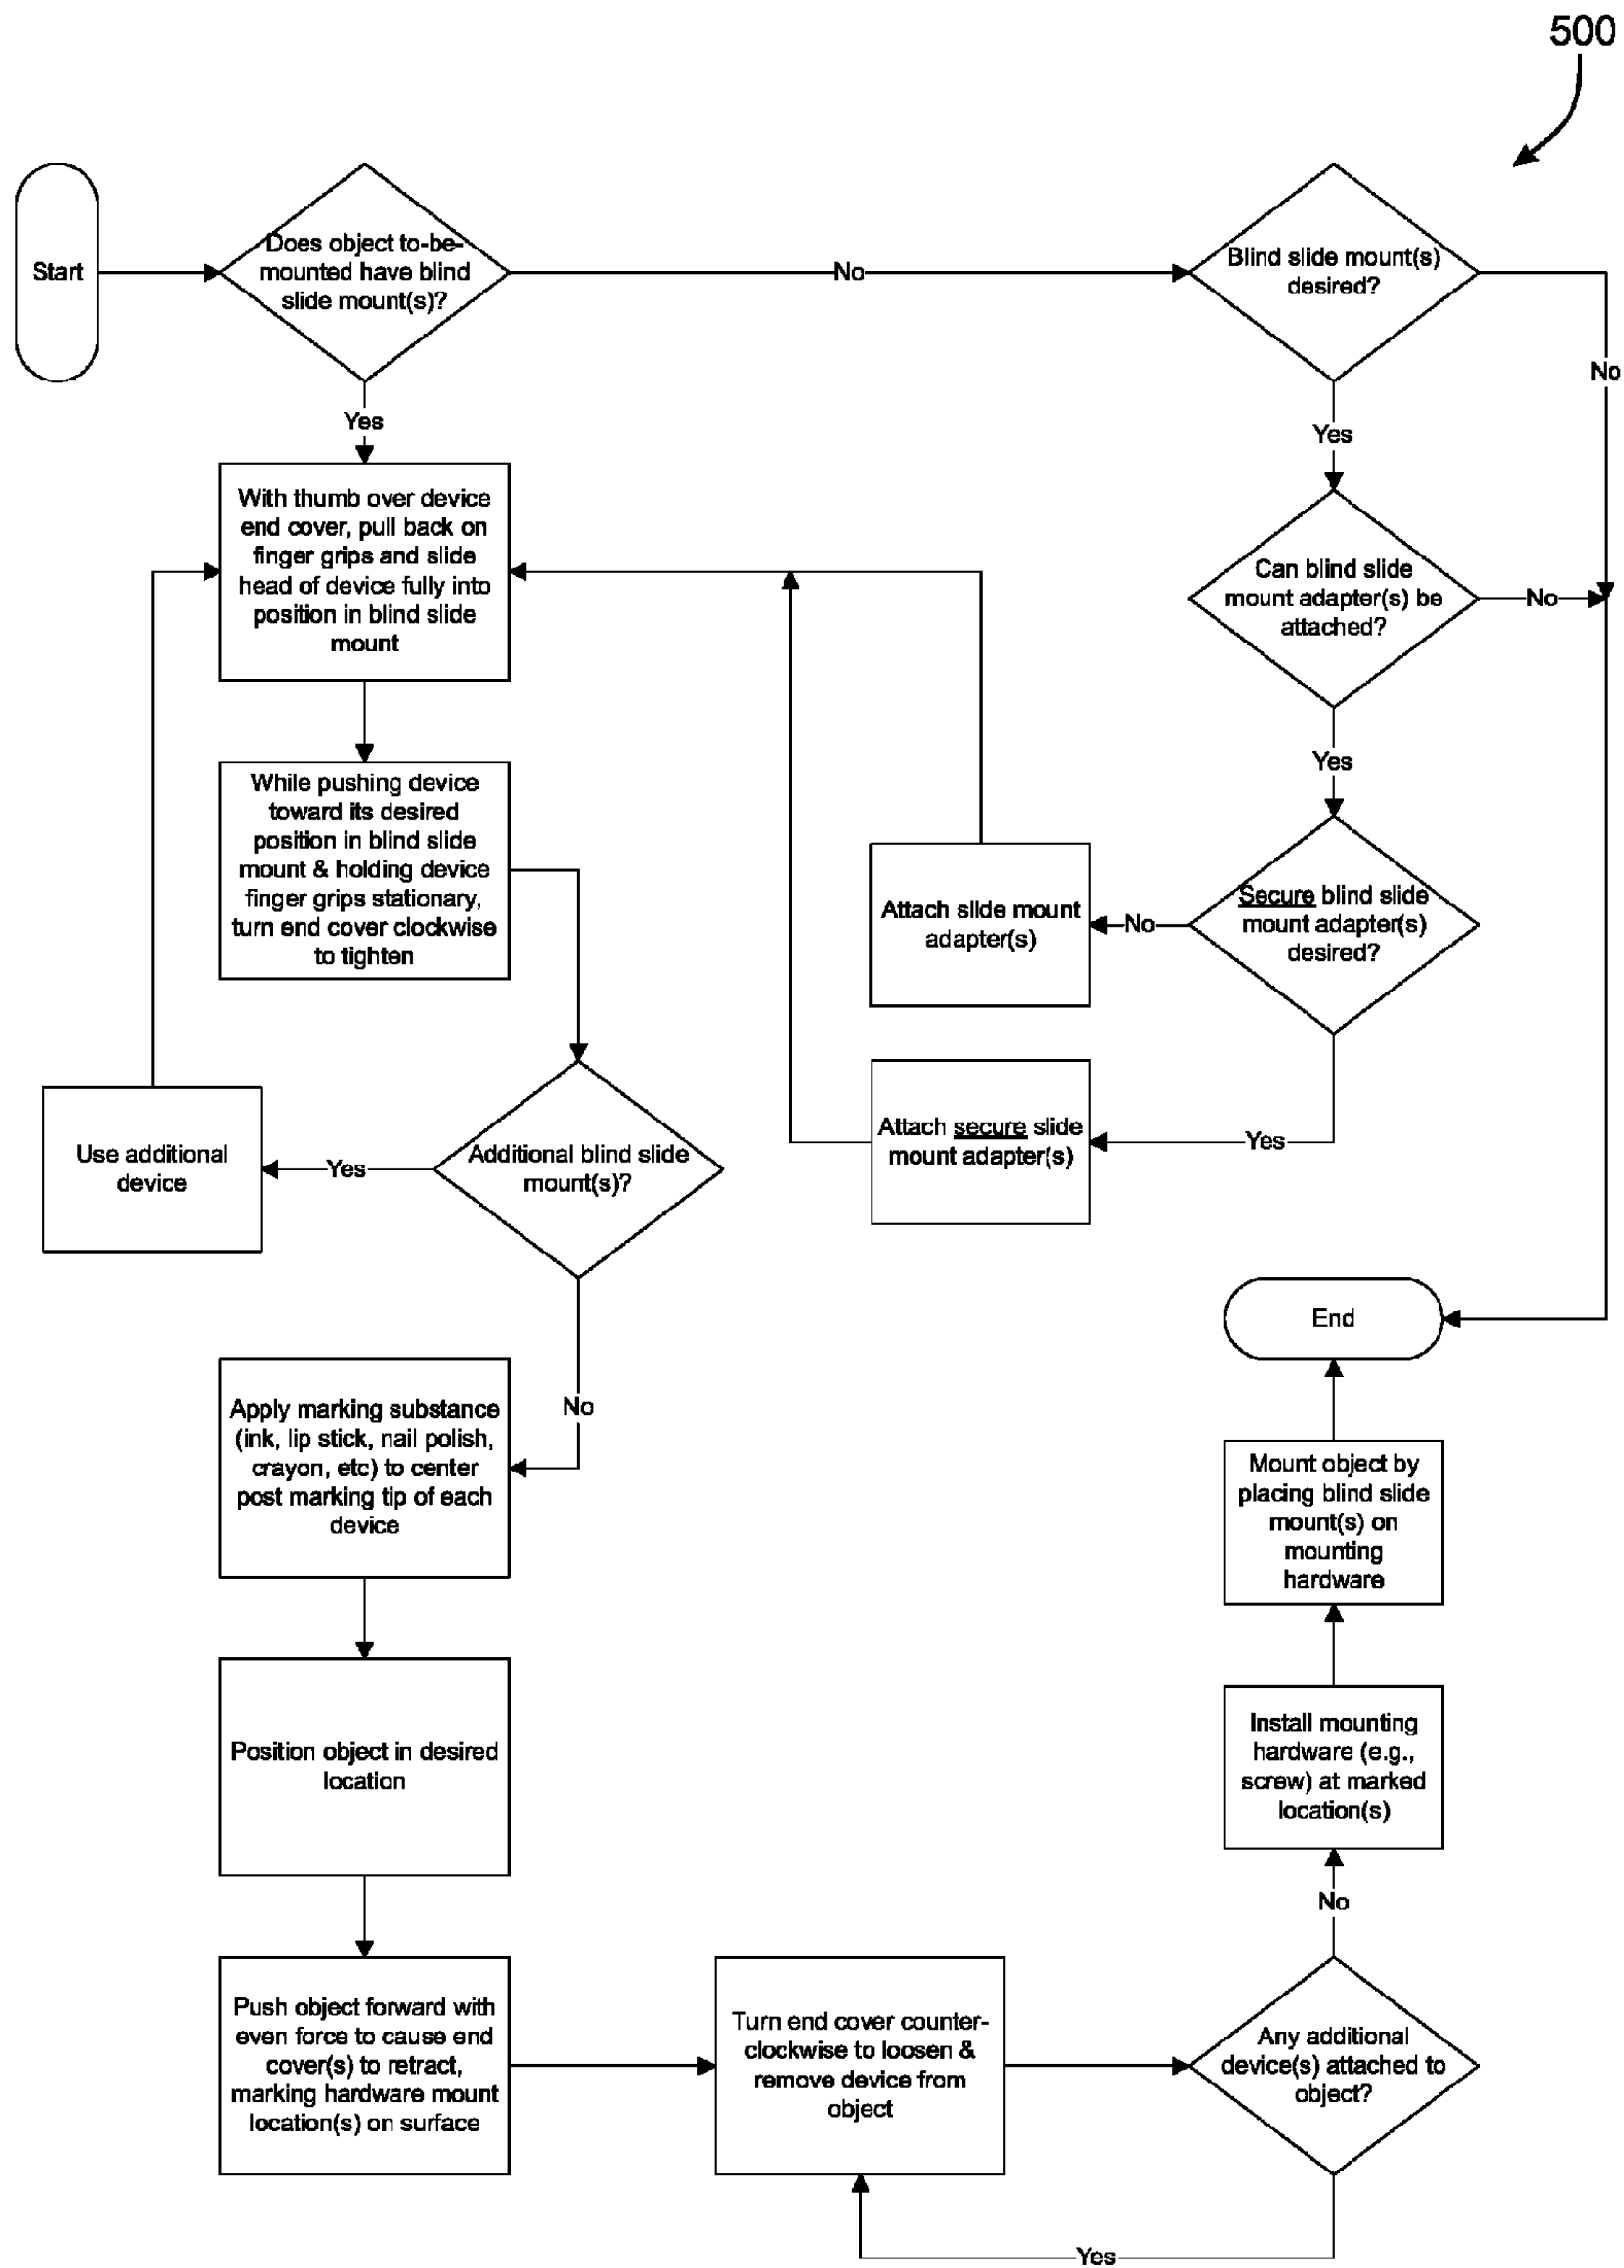 500
Start
Does object to-be-
mounted have blind
slide mount(s)?
No
Blind slide mount(s)
desired?
No
Yes
Yes
With thumb over device
end cover, pull back on
finger grips and slide
head of device fully into
position in blind slide
mount
Can blind slide
mount adapter(s) be
attached?
No
Yes
While pushing device
toward its desired
position in blind slide
mount & holding device
finger grips stationary,
turn end cover clockwise
to tighten
Attach slide mount
adapter(s)
No
Secure blind slide
mount adapter(s)
desired?
Use additional
device
Yes
Additional blind slide
mount(s)?
Attach secure slide
mount adapter(s)
Yes
End
No
Apply marking substance
(ink, lip stick, nail polish,
crayon, etc) to center
post marking tip of each
device
Mount object by
placing blind slide
mount(s) on
mounting
hardware
Position object in desired
location
Install mounting
hardware (e.g.,
screw) at marked
location(s)
No
Push object forward with
even force to cause end
cover(s) to retract,
marking hardware mount
location(s) on surface
Turn end cover counter-
clockwise to loosen &
remove device from
object
Any additional
device(s) attached to
object?
Yes